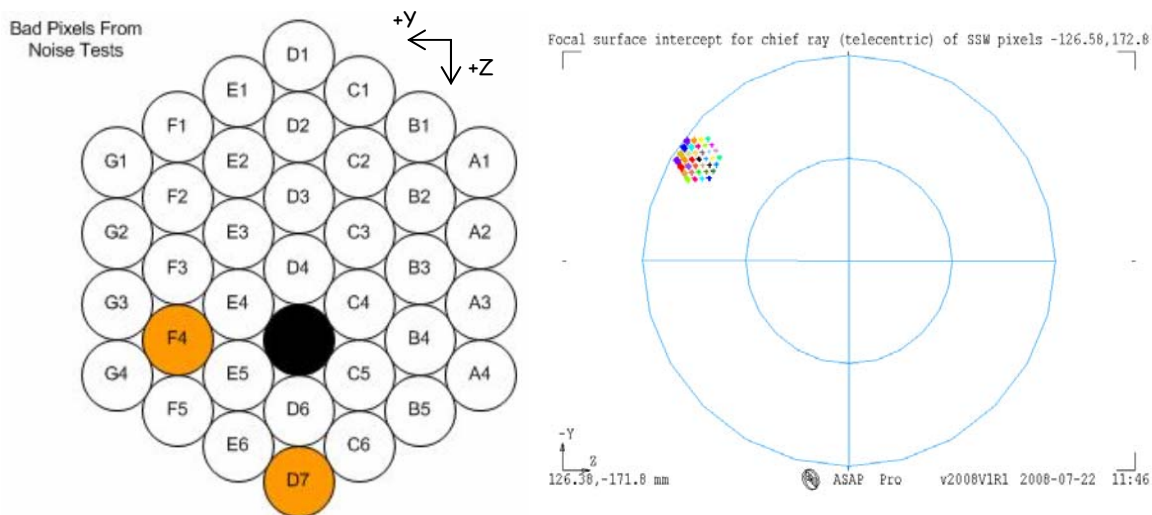 Bad Pixels From
Noise Tests
+Y
+Z
D1
E1
C1
F1
D2
B1
G1
E2
C2
A1
F2
D3
B2
G2
E3
C3
A2
F3
D4
B3
G3
E4
C4
A3
F4
B4
G4
E5
C5
A4
F5
D6
B5
E6
C6
D7
Focal surface intercept for chief ray (telecentric) of SSW pixels -126.58,172.8
-Y
Z
126.38,-171.8 mm
ASAP Pro v2008V1R1 2008-07-22 11:46